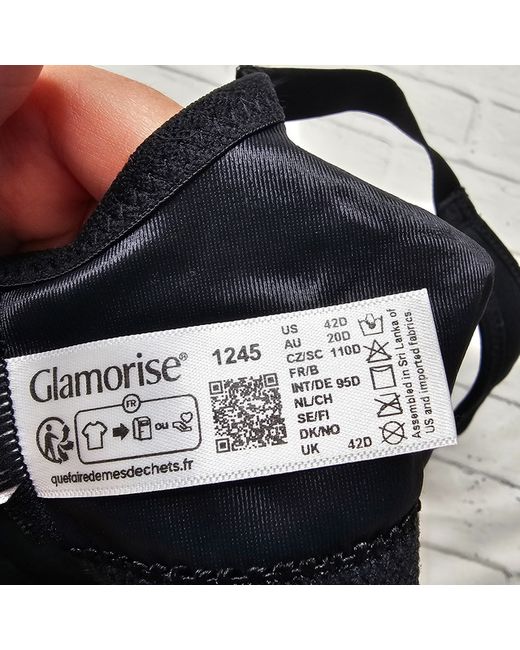 Glamorise®
FR
OU
quefairedemesdechets.fr
1245
US 42D
AU 20D
CZ/SC 110D
FR/B
INT/DE 95D
NL/CH
SE/FI
DK/NO
UK 42D
Assembled in Sri Lanka of
US and imported fabrics.